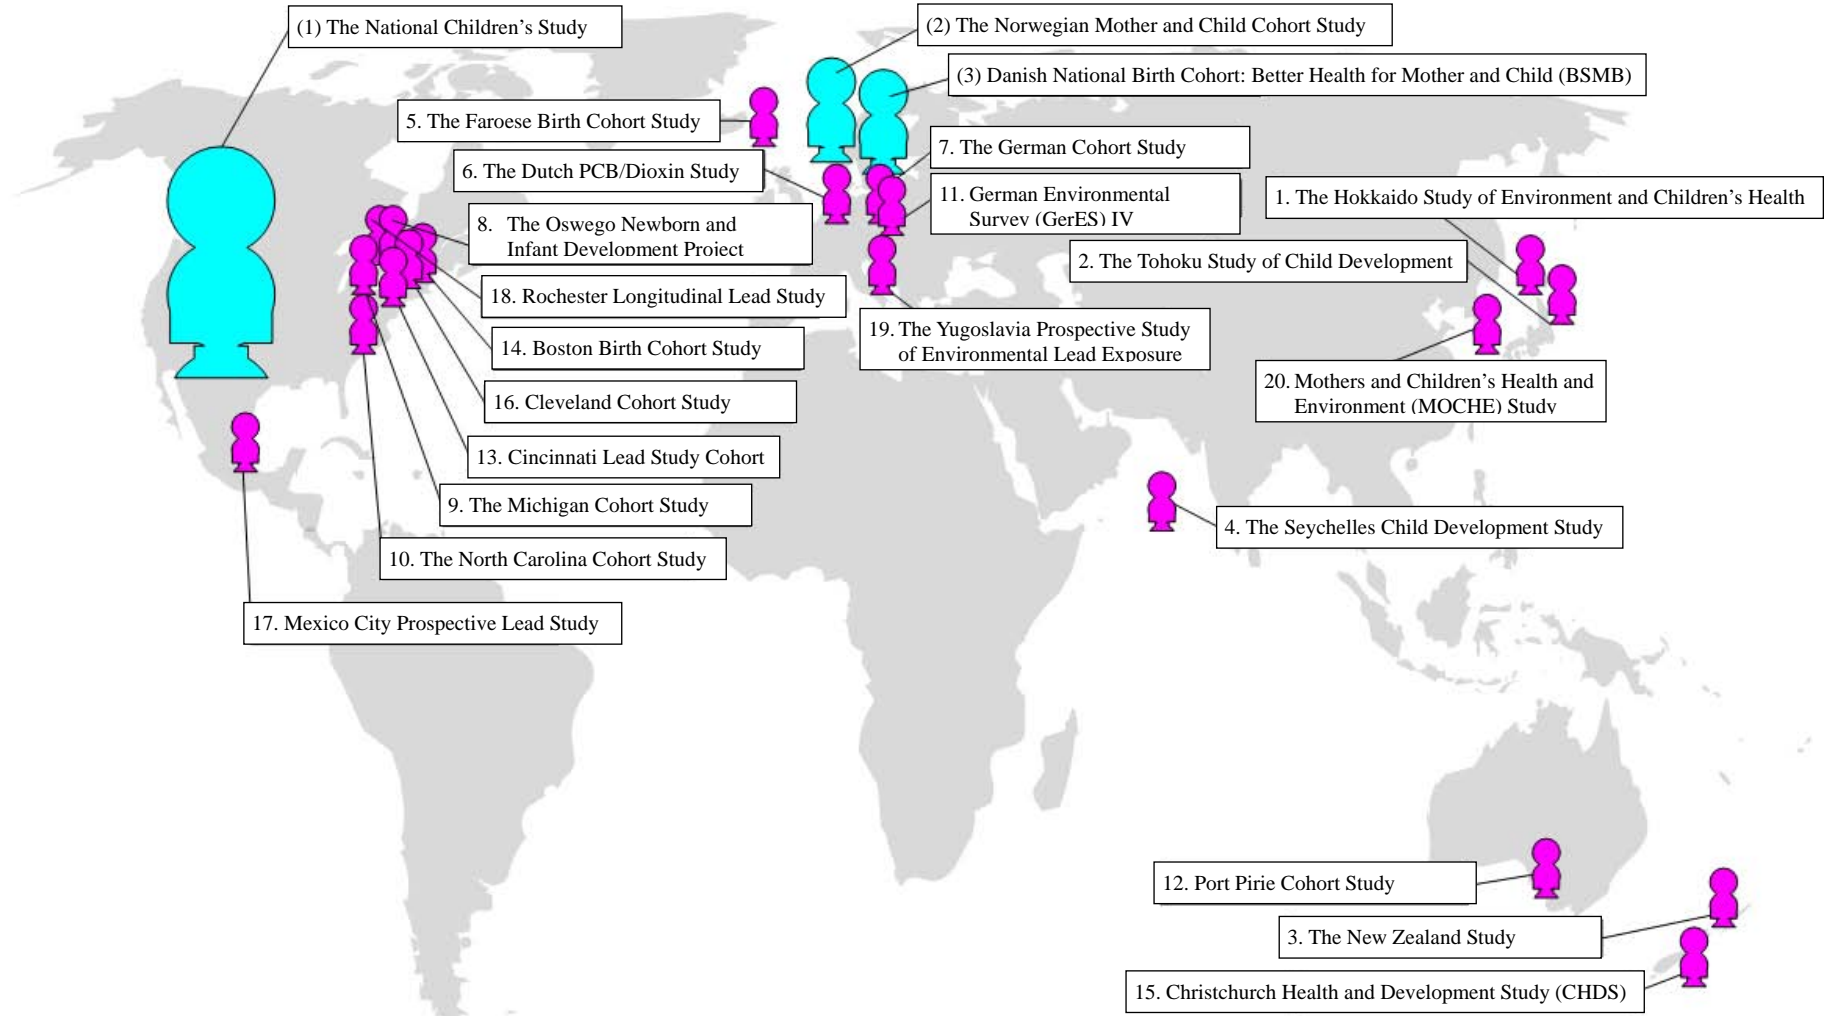 (1) The National Children's Study
(2) The Norwegian Mother and Child Cohort Study
(3) Danish National Birth Cohort: Better Health for Mother and Child (BSMB)
5. The Faroese Birth Cohort Study
7. The German Cohort Study
6. The Dutch PCB/Dioxin Study
11. German Environmental
Survey (GerES) IV
1. The Hokkaido Study of Environment and Children's Health
8. The Oswego Newborn and
Infant Development Project
2. The Tohoku Study of Child Development
18. Rochester Longitudinal Lead Study
19. The Yugoslavia Prospective Study
of Environmental Lead Exposure
14. Boston Birth Cohort Study
20. Mothers and Children's Health and
Environment (MOCHE) Study
16. Cleveland Cohort Study
13. Cincinnati Lead Study Cohort
9. The Michigan Cohort Study
4. The Seychelles Child Development Study
10. The North Carolina Cohort Study
17. Mexico City Prospective Lead Study
12. Port Pirie Cohort Study
3. The New Zealand Study
15. Christchurch Health and Development Study (CHDS)